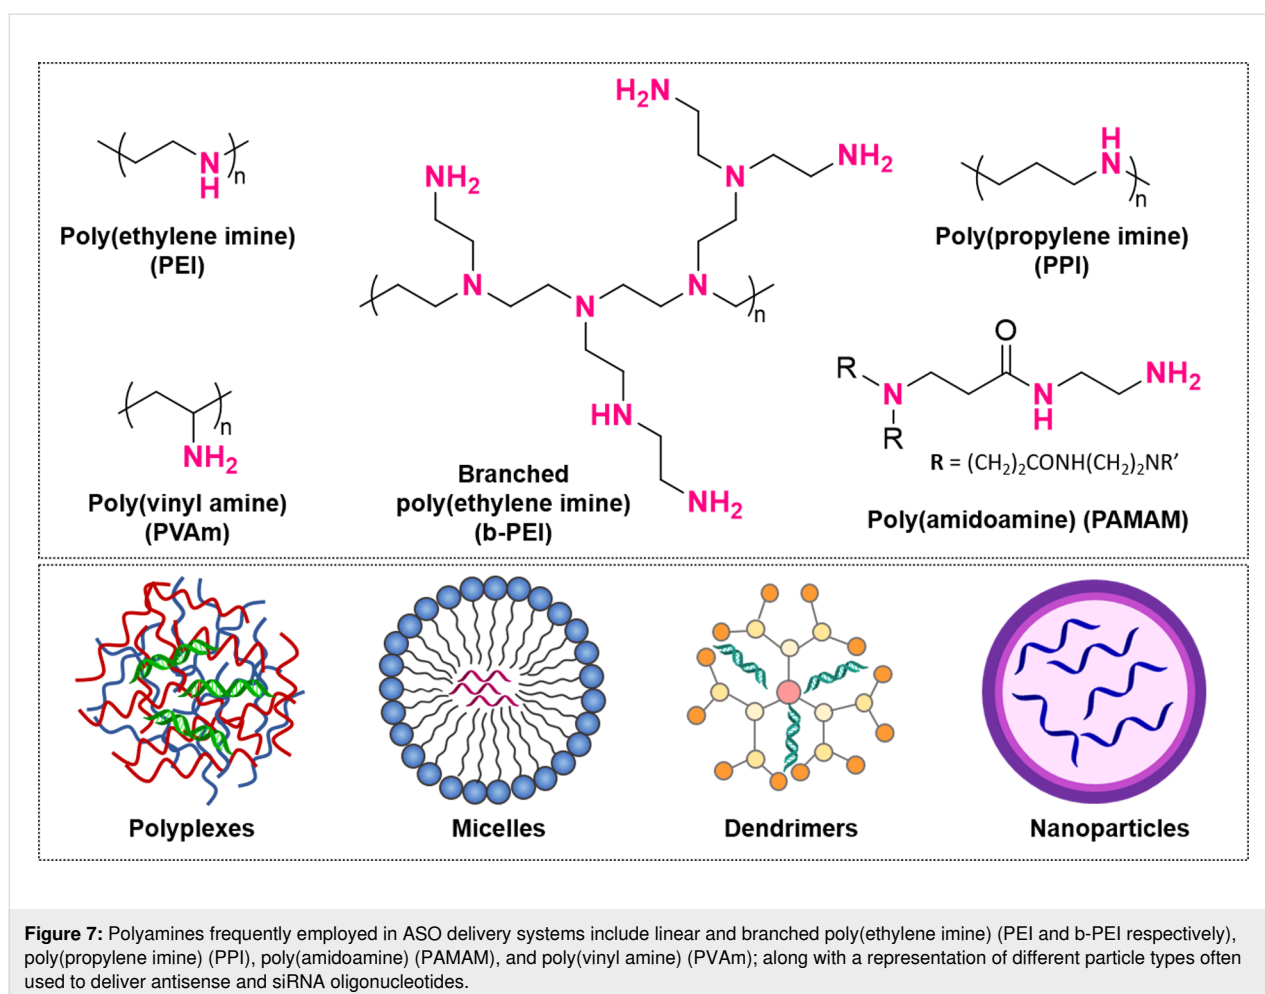 H₂N
NH₂
N
NH₂
N
H
n
Poly(ethylene imine)
(PEI)
H
N
n
Poly(propylene imine)
(PPI)
N
N
N
n
HN
NH₂
Branched
poly(ethylene imine)
(b-PEI)
n
NH₂
Poly(vinyl amine)
(PVAm)
O
R
N
R
N
H
NH₂
R = (CH₂)₂CONH(CH₂)₂NR’
Poly(amidoamine) (PAMAM)
Polyplexes
Micelles
Dendrimers
Nanoparticles
Figure 7: Polyamines frequently employed in ASO delivery systems include linear and branched poly(ethylene imine) (PEI and b-PEI respectively),
poly(propylene imine) (PPI), poly(amidoamine) (PAMAM), and poly(vinyl amine) (PVAm); along with a representation of different particle types often
used to deliver antisense and siRNA oligonucleotides.